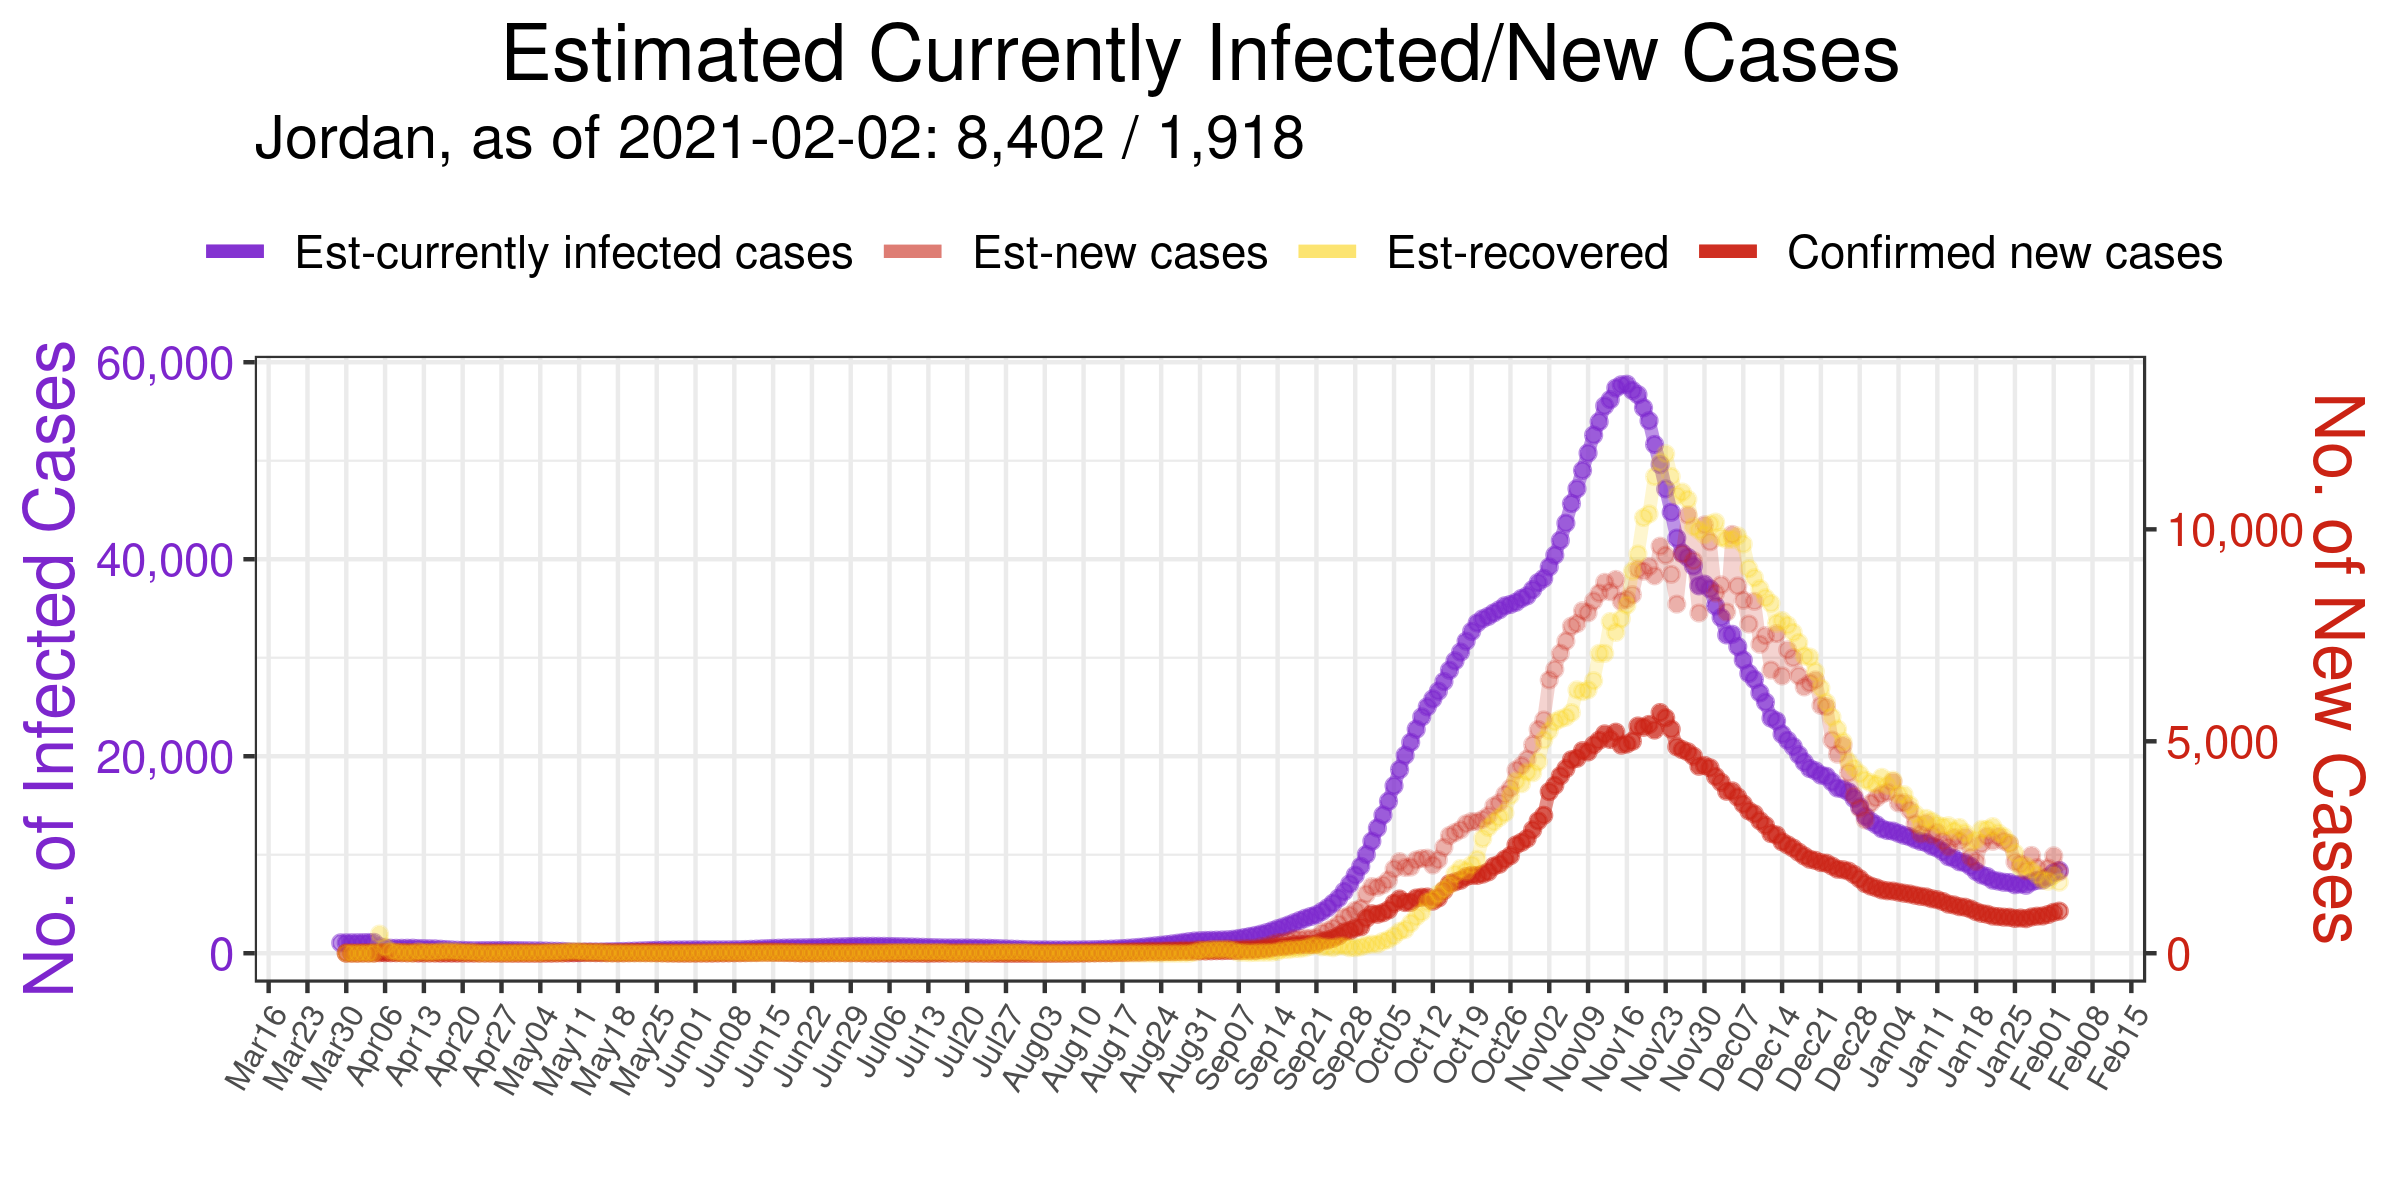 Estimated Currently Infected/New Cases
Jordan, as of 2021-02-02: 8,402 / 1,918
Est-currently infected cases Est-new cases Est-recovered Confirmed new cases
No. of Infected Cases
60,000
40,000
20,000
0
10,000
5,000
0
No. of New Cases
Mar16 Mar23 Mar30 Apr06 Apr13 Apr20 Apr27 May04 May11 May18 May25 Jun01 Jun08 Jun15 Jun22 Jun29 Jul06 Jul13 Jul20 Jul27 Aug03 Aug10 Aug17 Aug24 Aug31 Sep07 Sep14 Sep21 Sep28 Oct05 Oct12 Oct19 Oct26 Nov02 Nov09 Nov16 Nov23 Nov30 Dec07 Dec14 Dec21 Dec28 Jan04 Jan11 Jan18 Jan25 Feb01 Feb08 Feb15